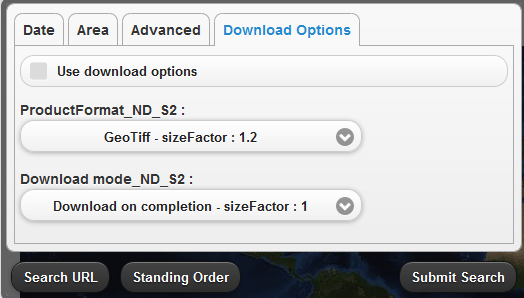 Date Area Advanced Download Options
Use download options
ProductFormat_ND_S2 :
GeoTiff - sizeFactor : 1.2
Download mode_ND_S2 :
Download on completion - sizeFactor : 1
Search URL Standing Order Submit Search